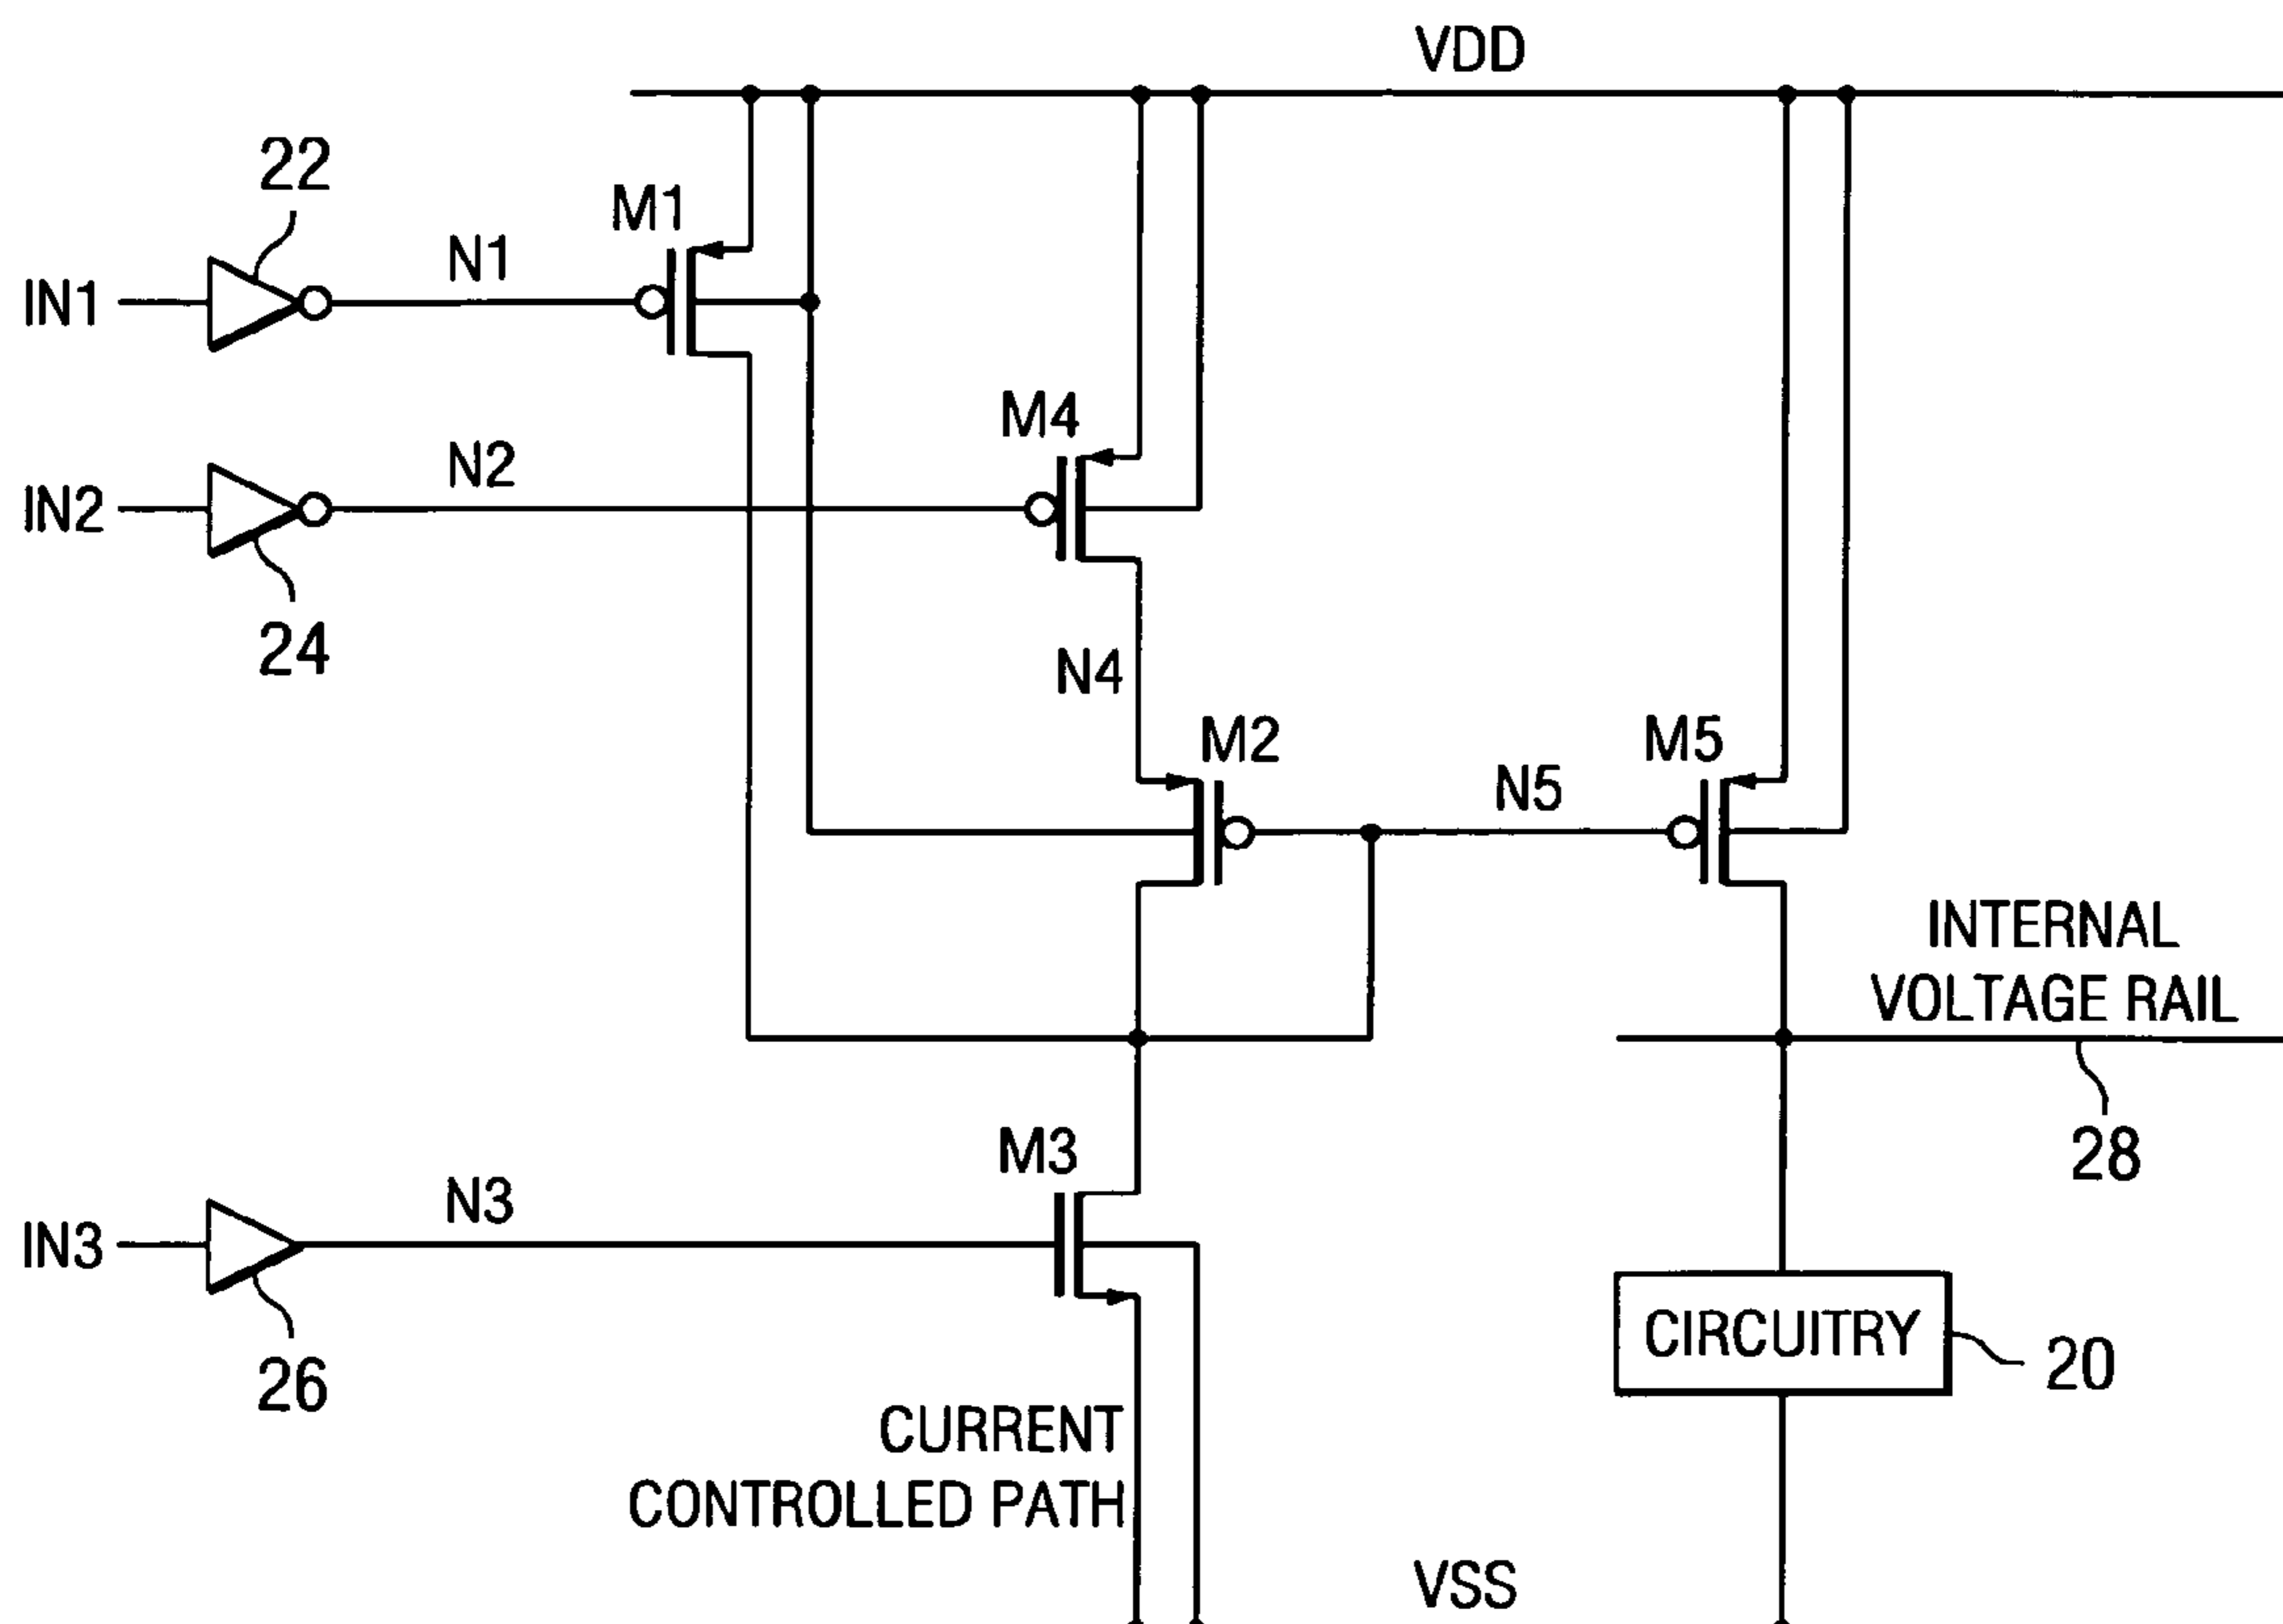 VDD
22
M1
N1
IN1
M4
N2
IN2
24
N4
M2
M5
N5
INTERNAL
VOLTAGE RAIL
28
M3
N3
IN3
26
CIRCUITRY
20
CURRENT
CONTROLLED PATH
VSS